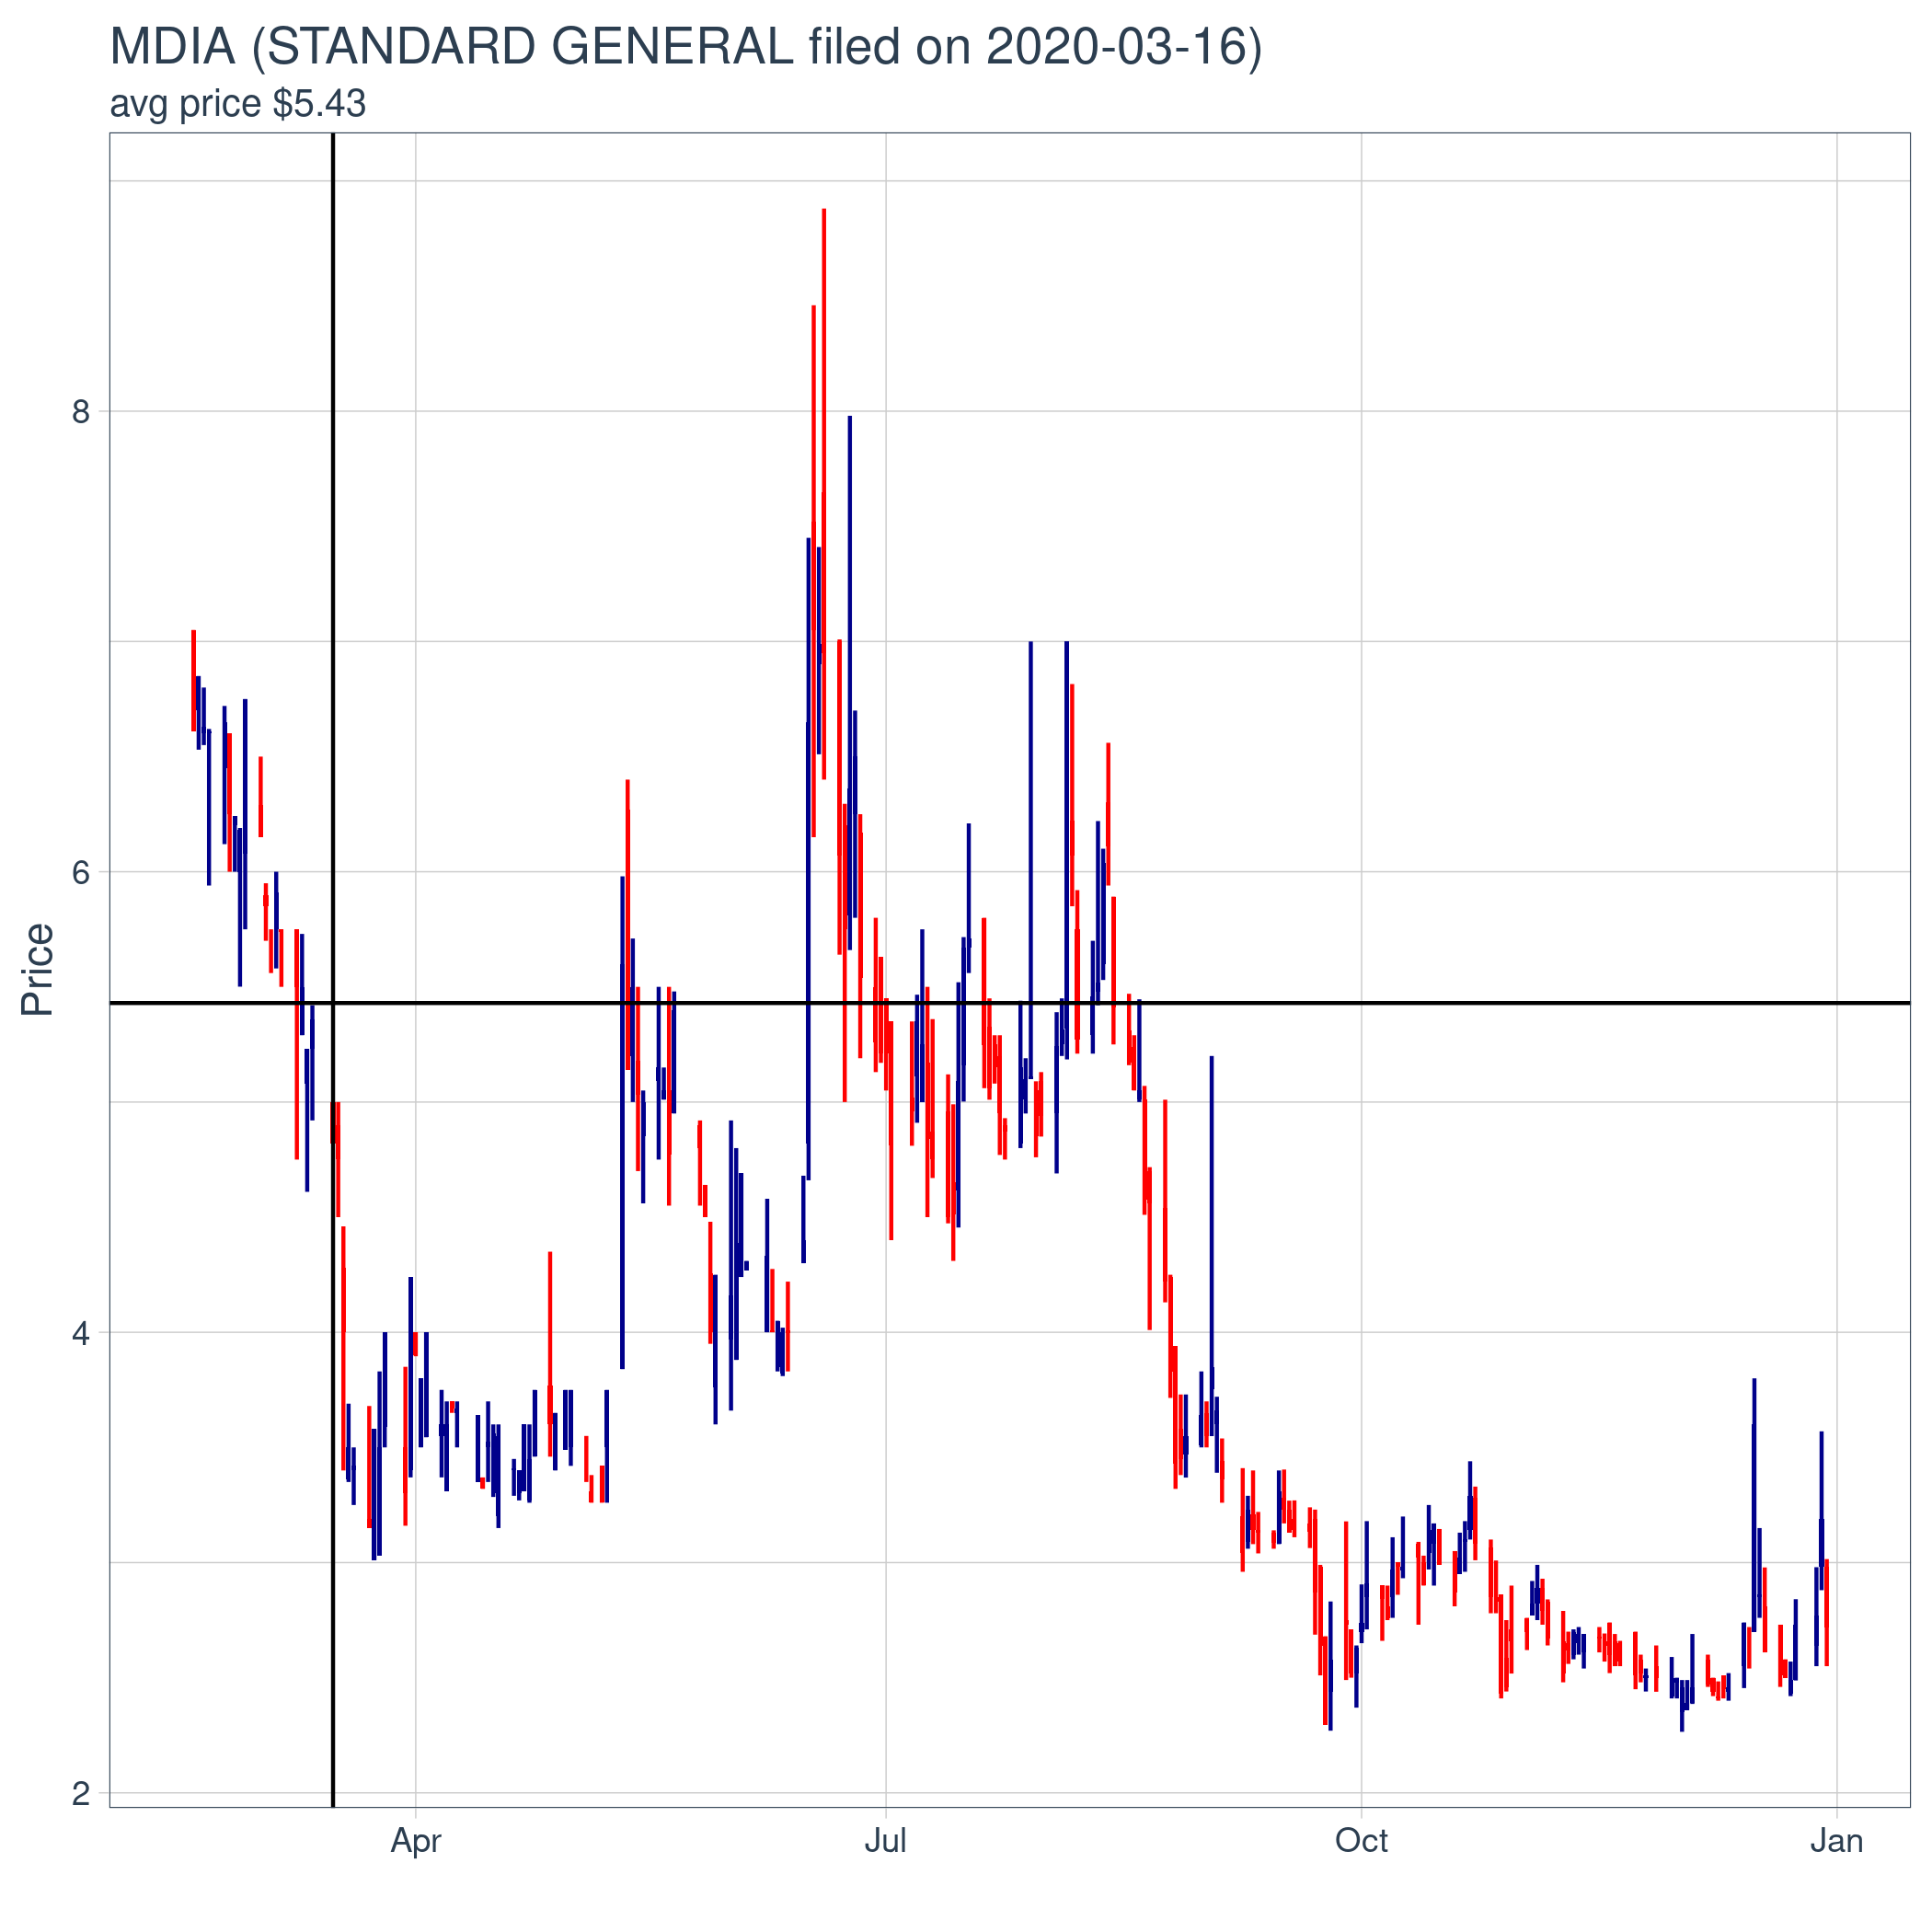 MDIA (STANDARD GENERAL filed on 2020-03-16)
avg price $5.43
Price
8
6
4
2
Apr Jul Oct Jan